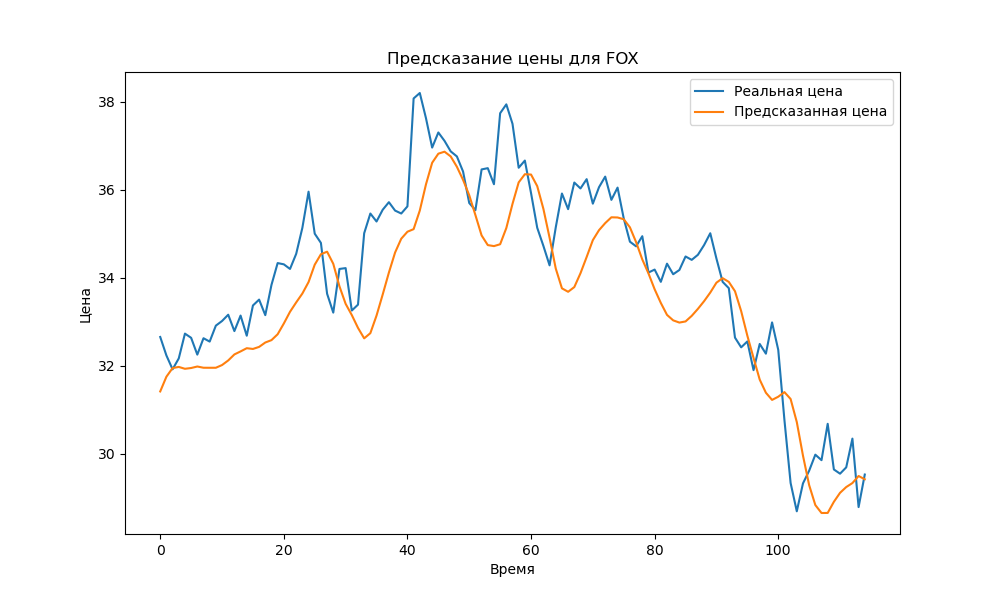 Предсказание цены для FOX
Реальная цена
Предсказанная цена
Цена
38
36
34
32
30
0 20 40 60 80 100
Время